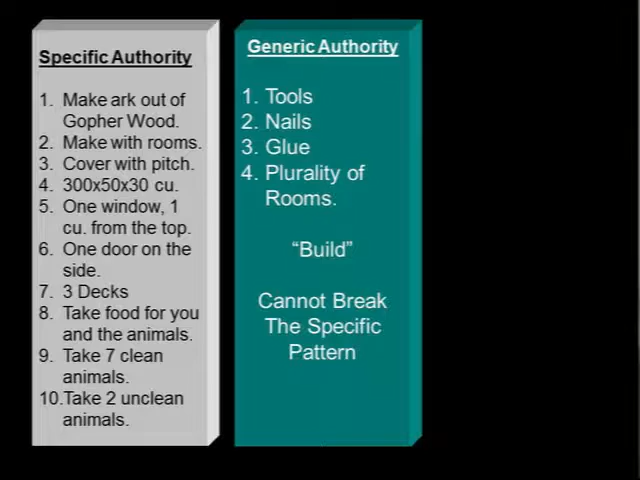 Specific Authority
1. Make ark out of
Gopher Wood.
2. Make with rooms.
3. Cover with pitch.
4. 300x50x30 cu.
5. One window, 1
cu. from the top.
6. One door on the
side.
7. 3 Decks
8. Take food for you
and the animals.
9. Take 7 clean
animals.
10.Take 2 unclean
animals.
Generic Authority
1. Tools
2. Nails
3. Glue
4. Plurality of
Rooms.
“Build”
Cannot Break
The Specific
Pattern